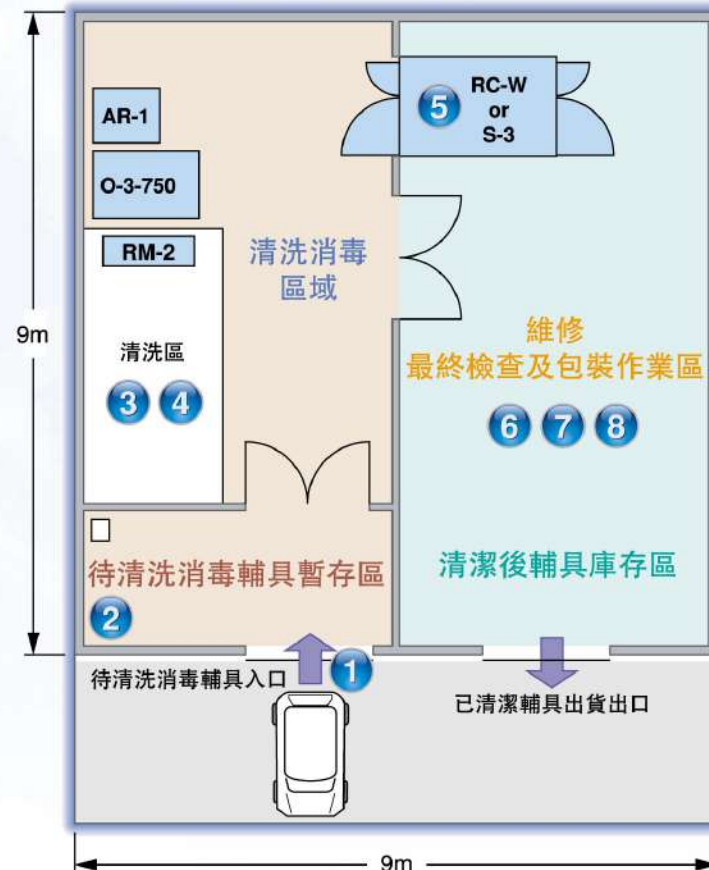 AR-1
O-3-750
RM-2
清洗區
3 4
清洗消毒
區域
5
RC-W
or
S-3
維修
最終檢查及包裝作業區
6 7 8
9m
待清洗消毒輔具暫存區
2
清潔後輔具庫存區
1
待清洗消毒輔具入口
已清潔輔具出貨出口
9m